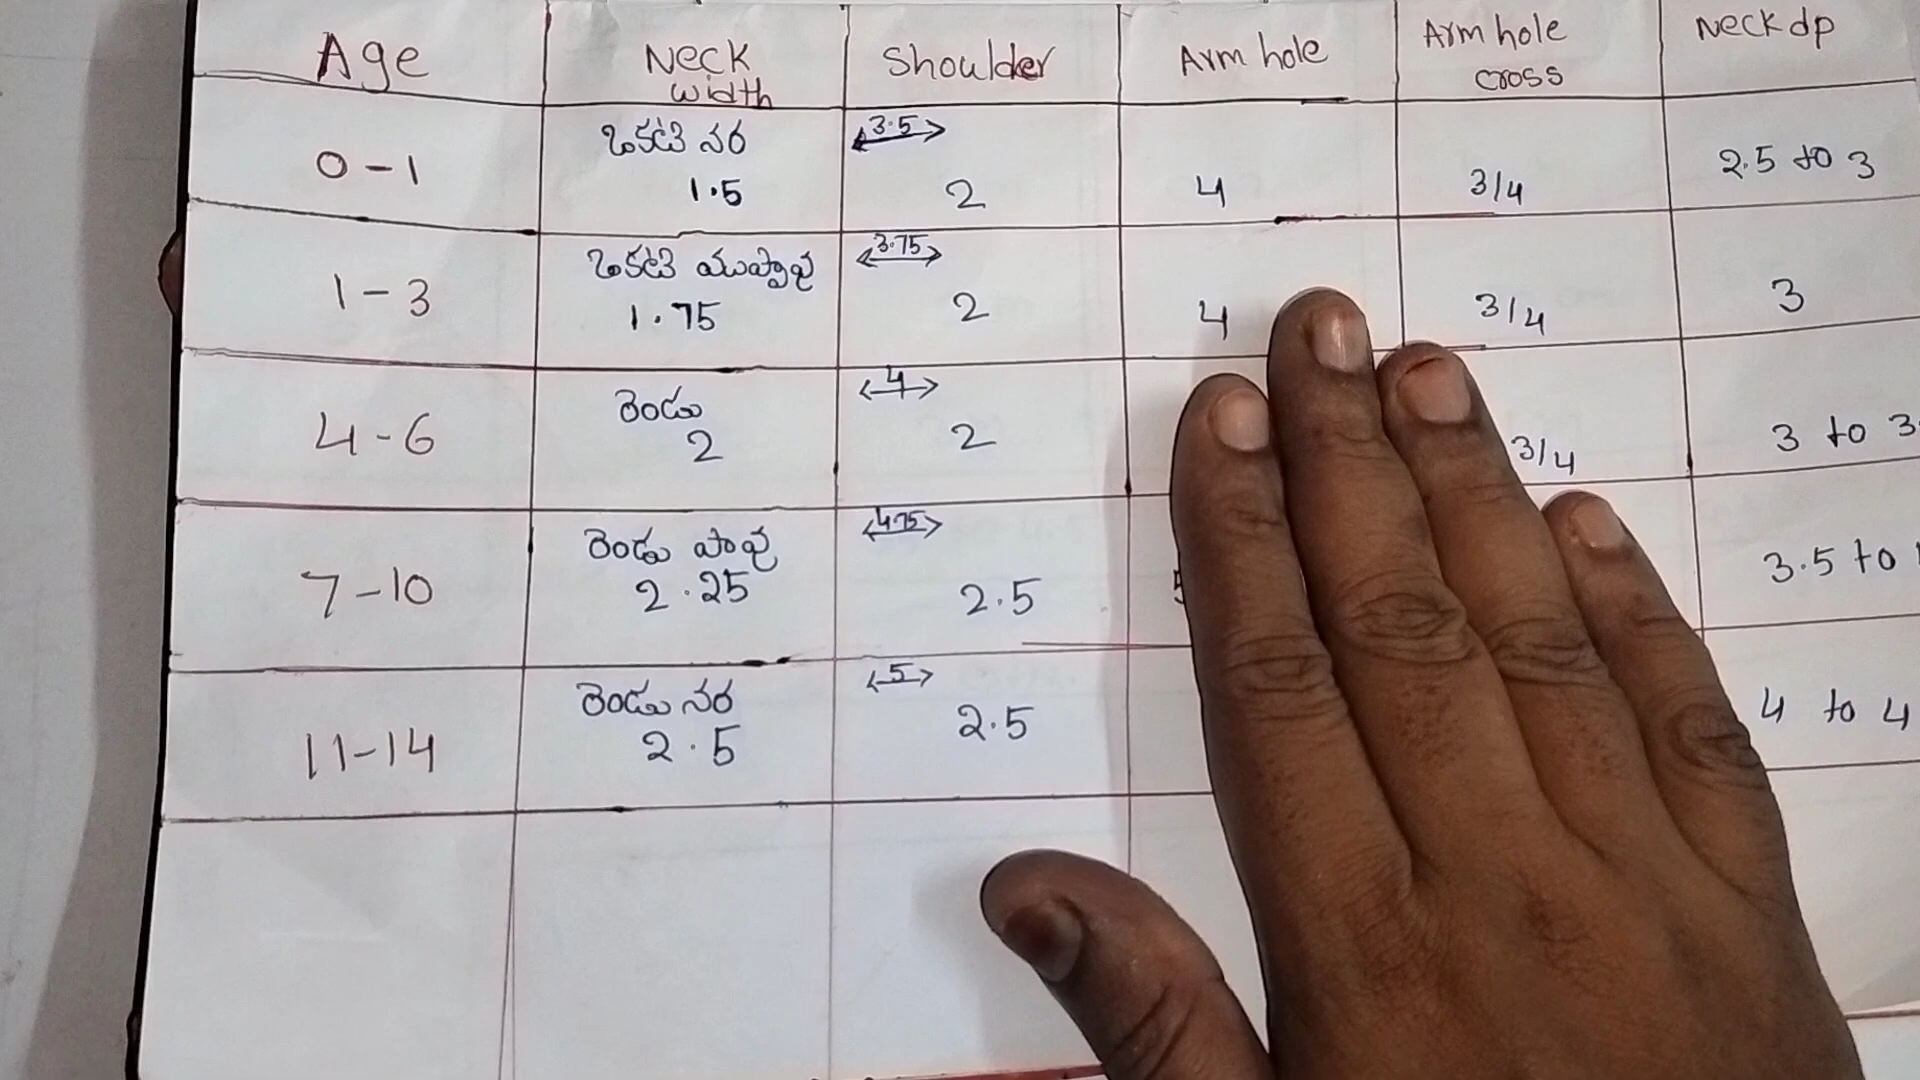 Age Neck width Shoulder Arm hole Arm hole cross Neck dp
ఒకటి నర 3.5
0-1 1.5 2 4 3/4 2.5 to 3
ఒకటి ముప్పావు 3.75
1-3 1.75 2 4 3/4 3
రెండు 4
4-6 2 2 3/4 3 to 3
రెండు పావు 4.75
7-10 2.25 2.5 3.5 to
రెండు నర 5
11-14 2.5 2.5 4 to 4